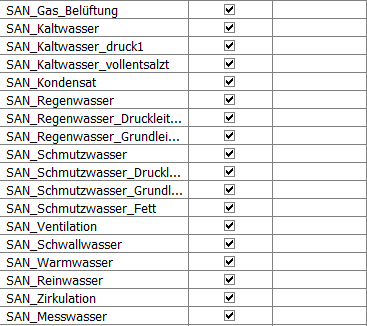 SAN_Gas_Belüftung
SAN_Kaltwasser
SAN_Kaltwasser_druck1
SAN_Kaltwasser_vollentsalzt
SAN_Kondensat
SAN_Regenwasser
SAN_Regenwasser_Druckleit...
SAN_Regenwasser_Grundlei...
SAN_Schmutzwasser
SAN_Schmutzwasser_Druckl...
SAN_Schmutzwasser_Grundl...
SAN_Schmutzwasser_Fett
SAN_Ventilation
SAN_Schwallwasser
SAN_Warmwasser
SAN_Reinwasser
SAN_Zirkulation
SAN_Messwasser